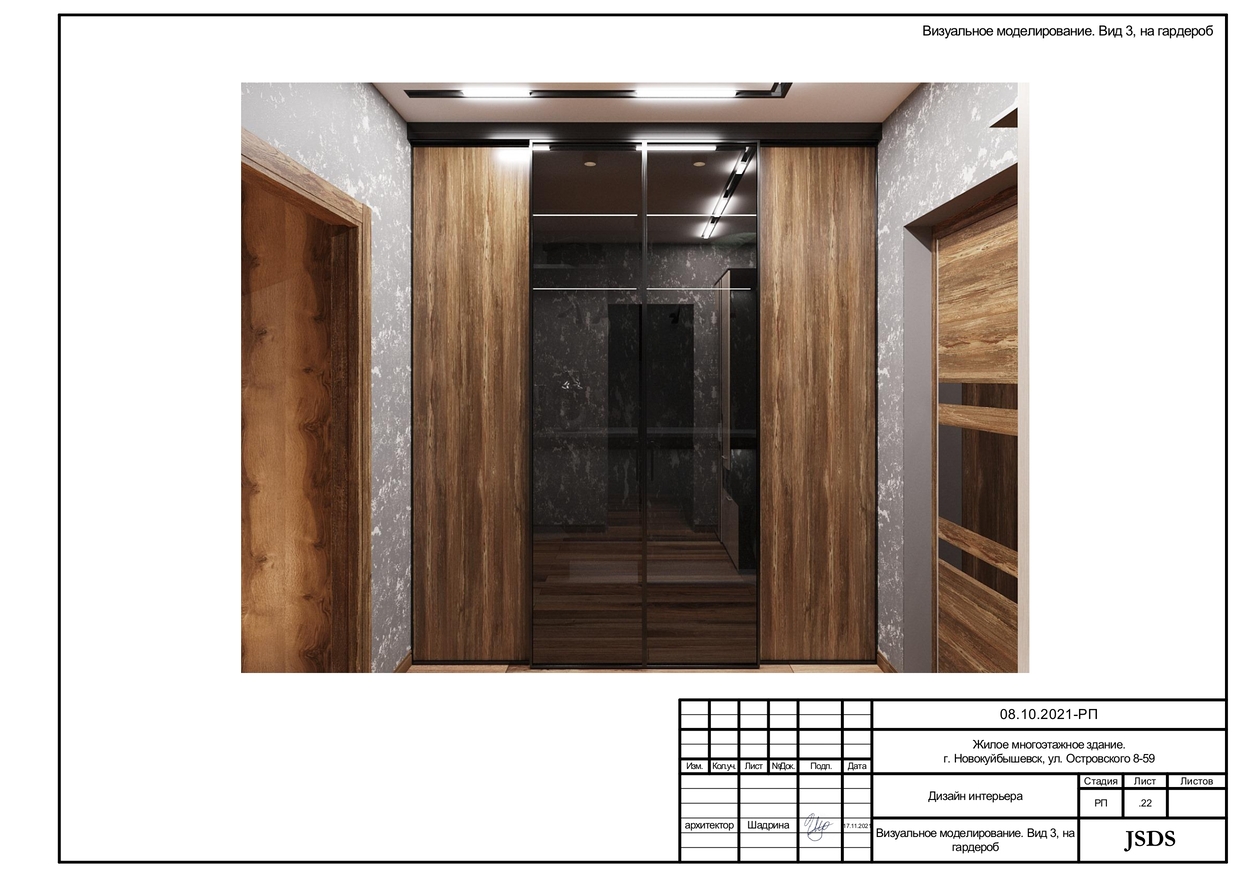 Визуальное моделирование. Вид 3, на гардероб
08.10.2021-РП
Жилое многоэтажное здание.
г. Новокуйбышевск, ул. Островского 8-59
Изм. Кол.уч. Лист №Док. Подп. Дата
Стадия Лист Листов
Дизайн интерьера
РП .22
архитектор Шадрина 17.11.2021
Визуальное моделирование. Вид 3, на
гардероб
JSDS